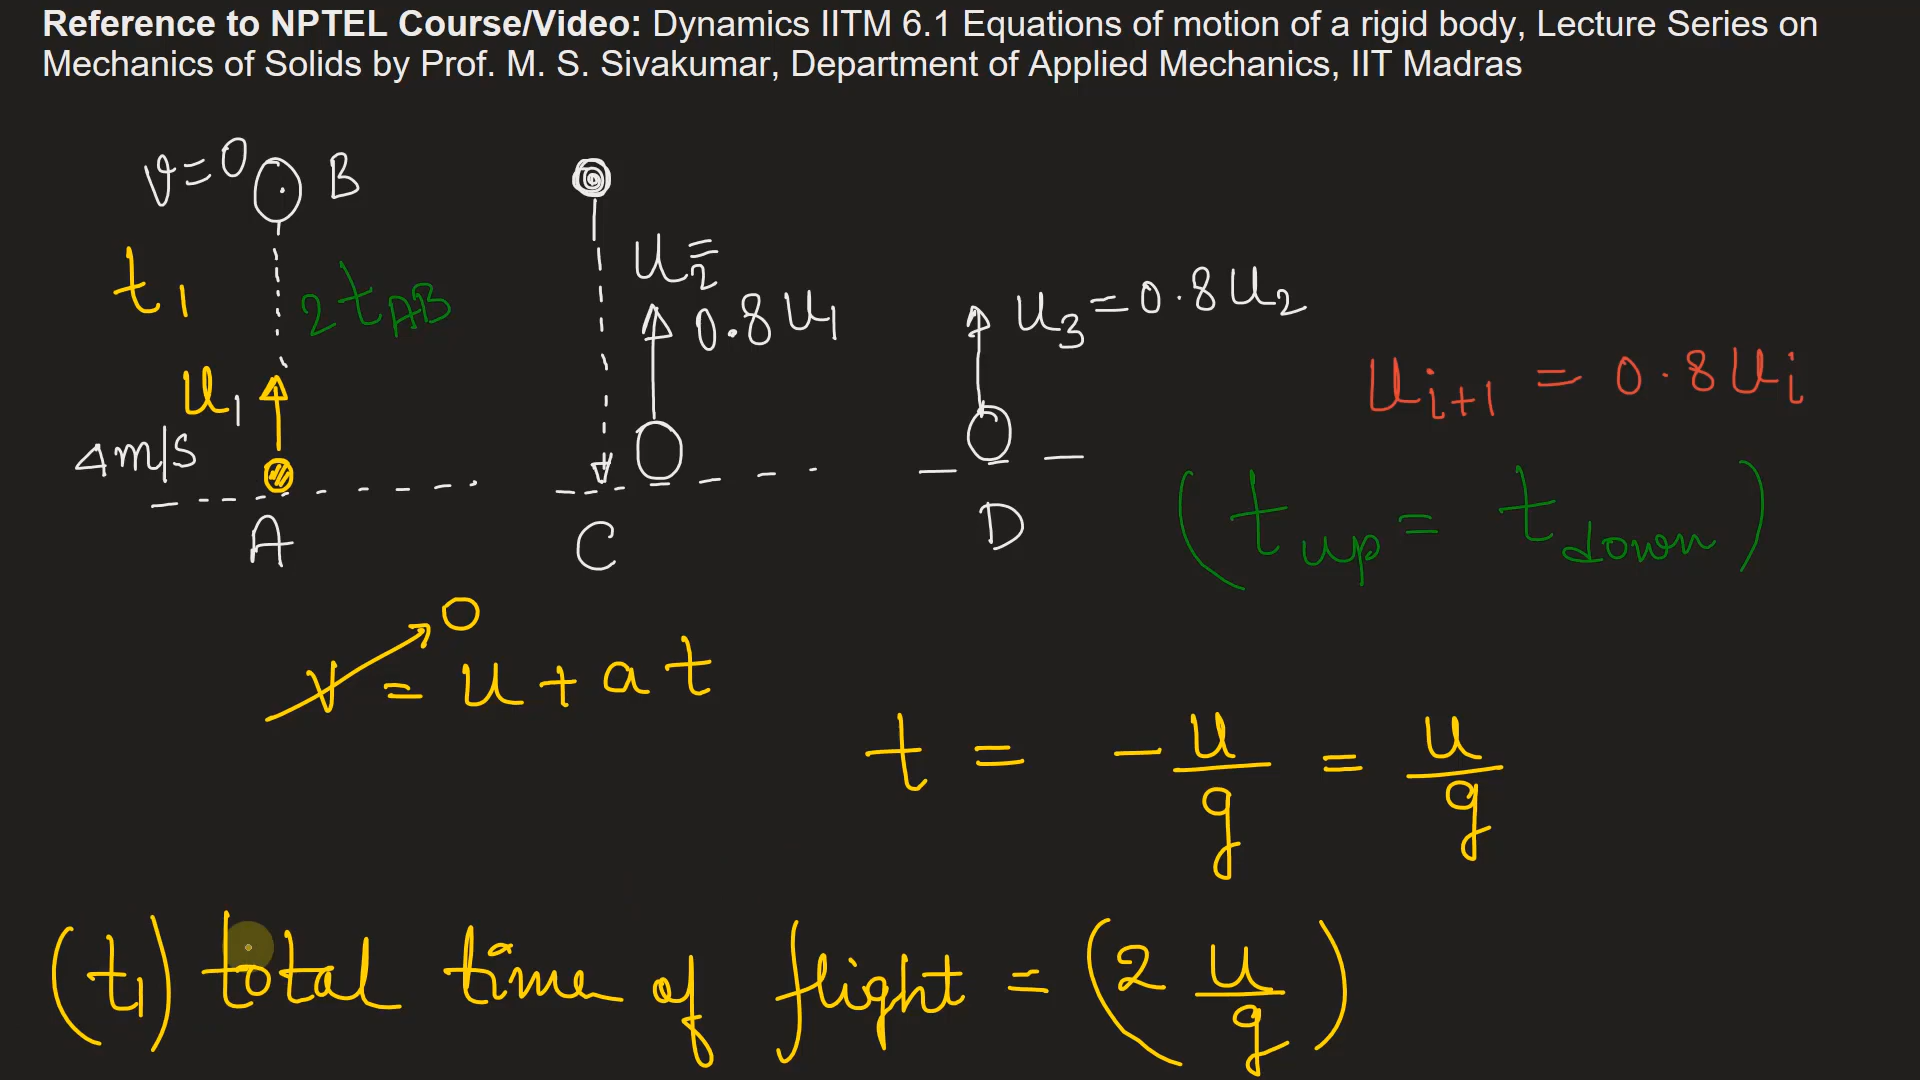 Reference to NPTEL Course/Video: Dynamics IITM 6.1 Equations of motion of a rigid body, Lecture Series on
Mechanics of Solids by Prof. M. S. Sivakumar, Department of Applied Mechanics, IIT Madras
v=0 B
t1 2tAB
u1
4m/s
A
u2=
0.8u1
C
u3=0.8u2
D
ui+1 = 0.8ui
(tup = tdown)
v = u + at
0
t = -u/g = u/g
(t1) total time of flight = (2 u/g)